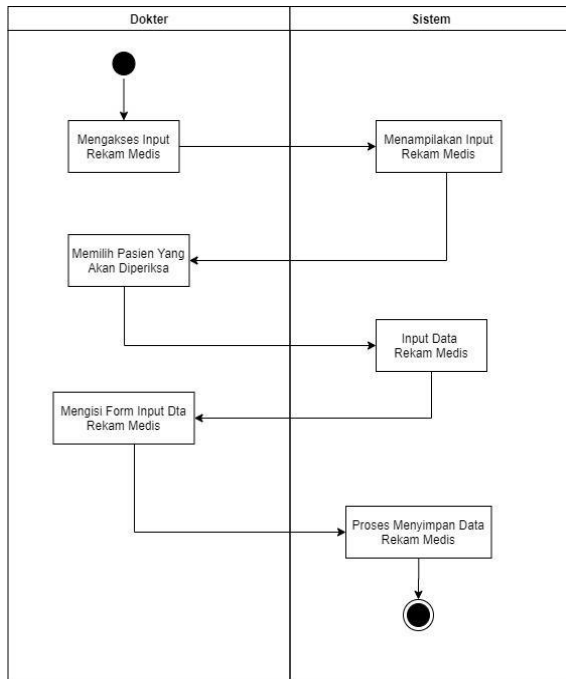 Dokter
Sistem
Mengakses Input
Rekam Medis
Menampilakan Input
Rekam Medis
Memilih Pasien Yang
Akan Diperiksa
Input Data
Rekam Medis
Mengisi Form Input Dta
Rekam Medis
Proses Menyimpan Data
Rekam Medis